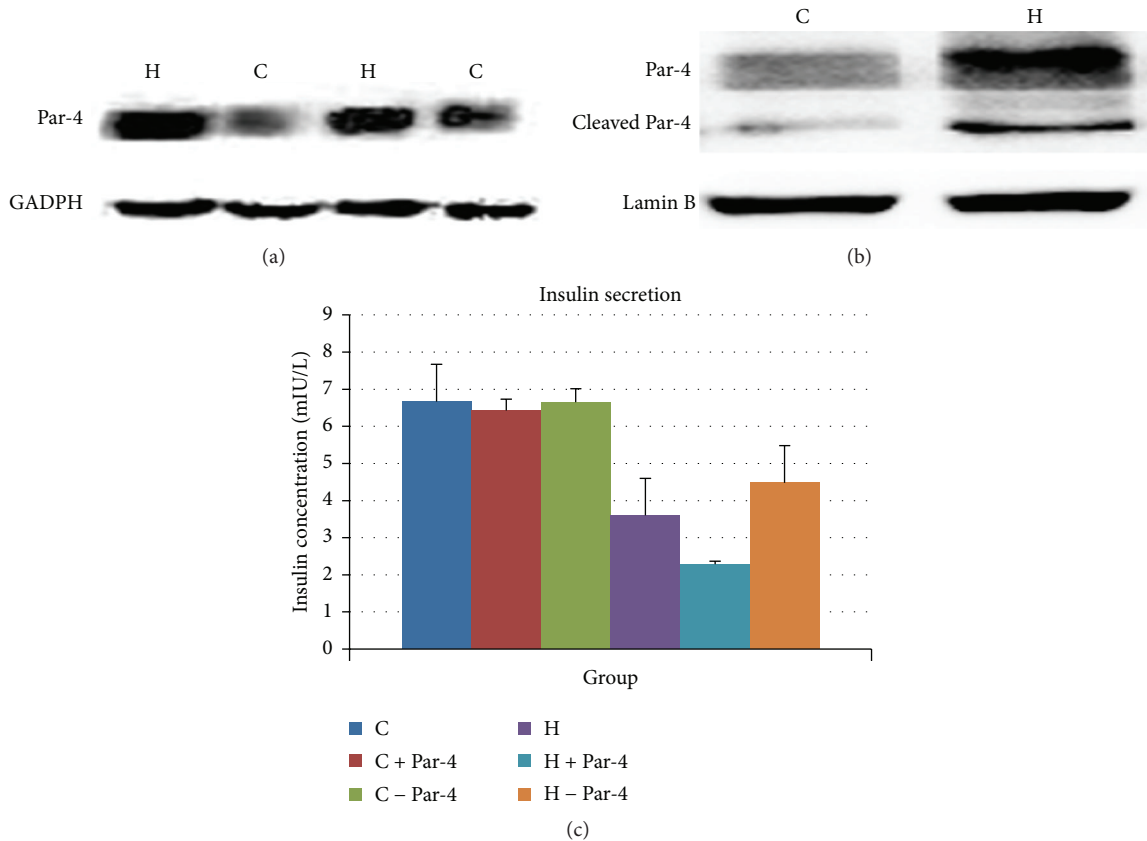 H C H C
Par-4
GADPH
(a)
C H
Par-4
Cleaved Par-4
Lamin B
(b)
Insulin secretion
Insulin concentration (mIU/L)
9
8
7
6
5
4
3
2
1
0
Group
C
C + Par-4
C − Par-4
H
H + Par-4
H − Par-4
(c)